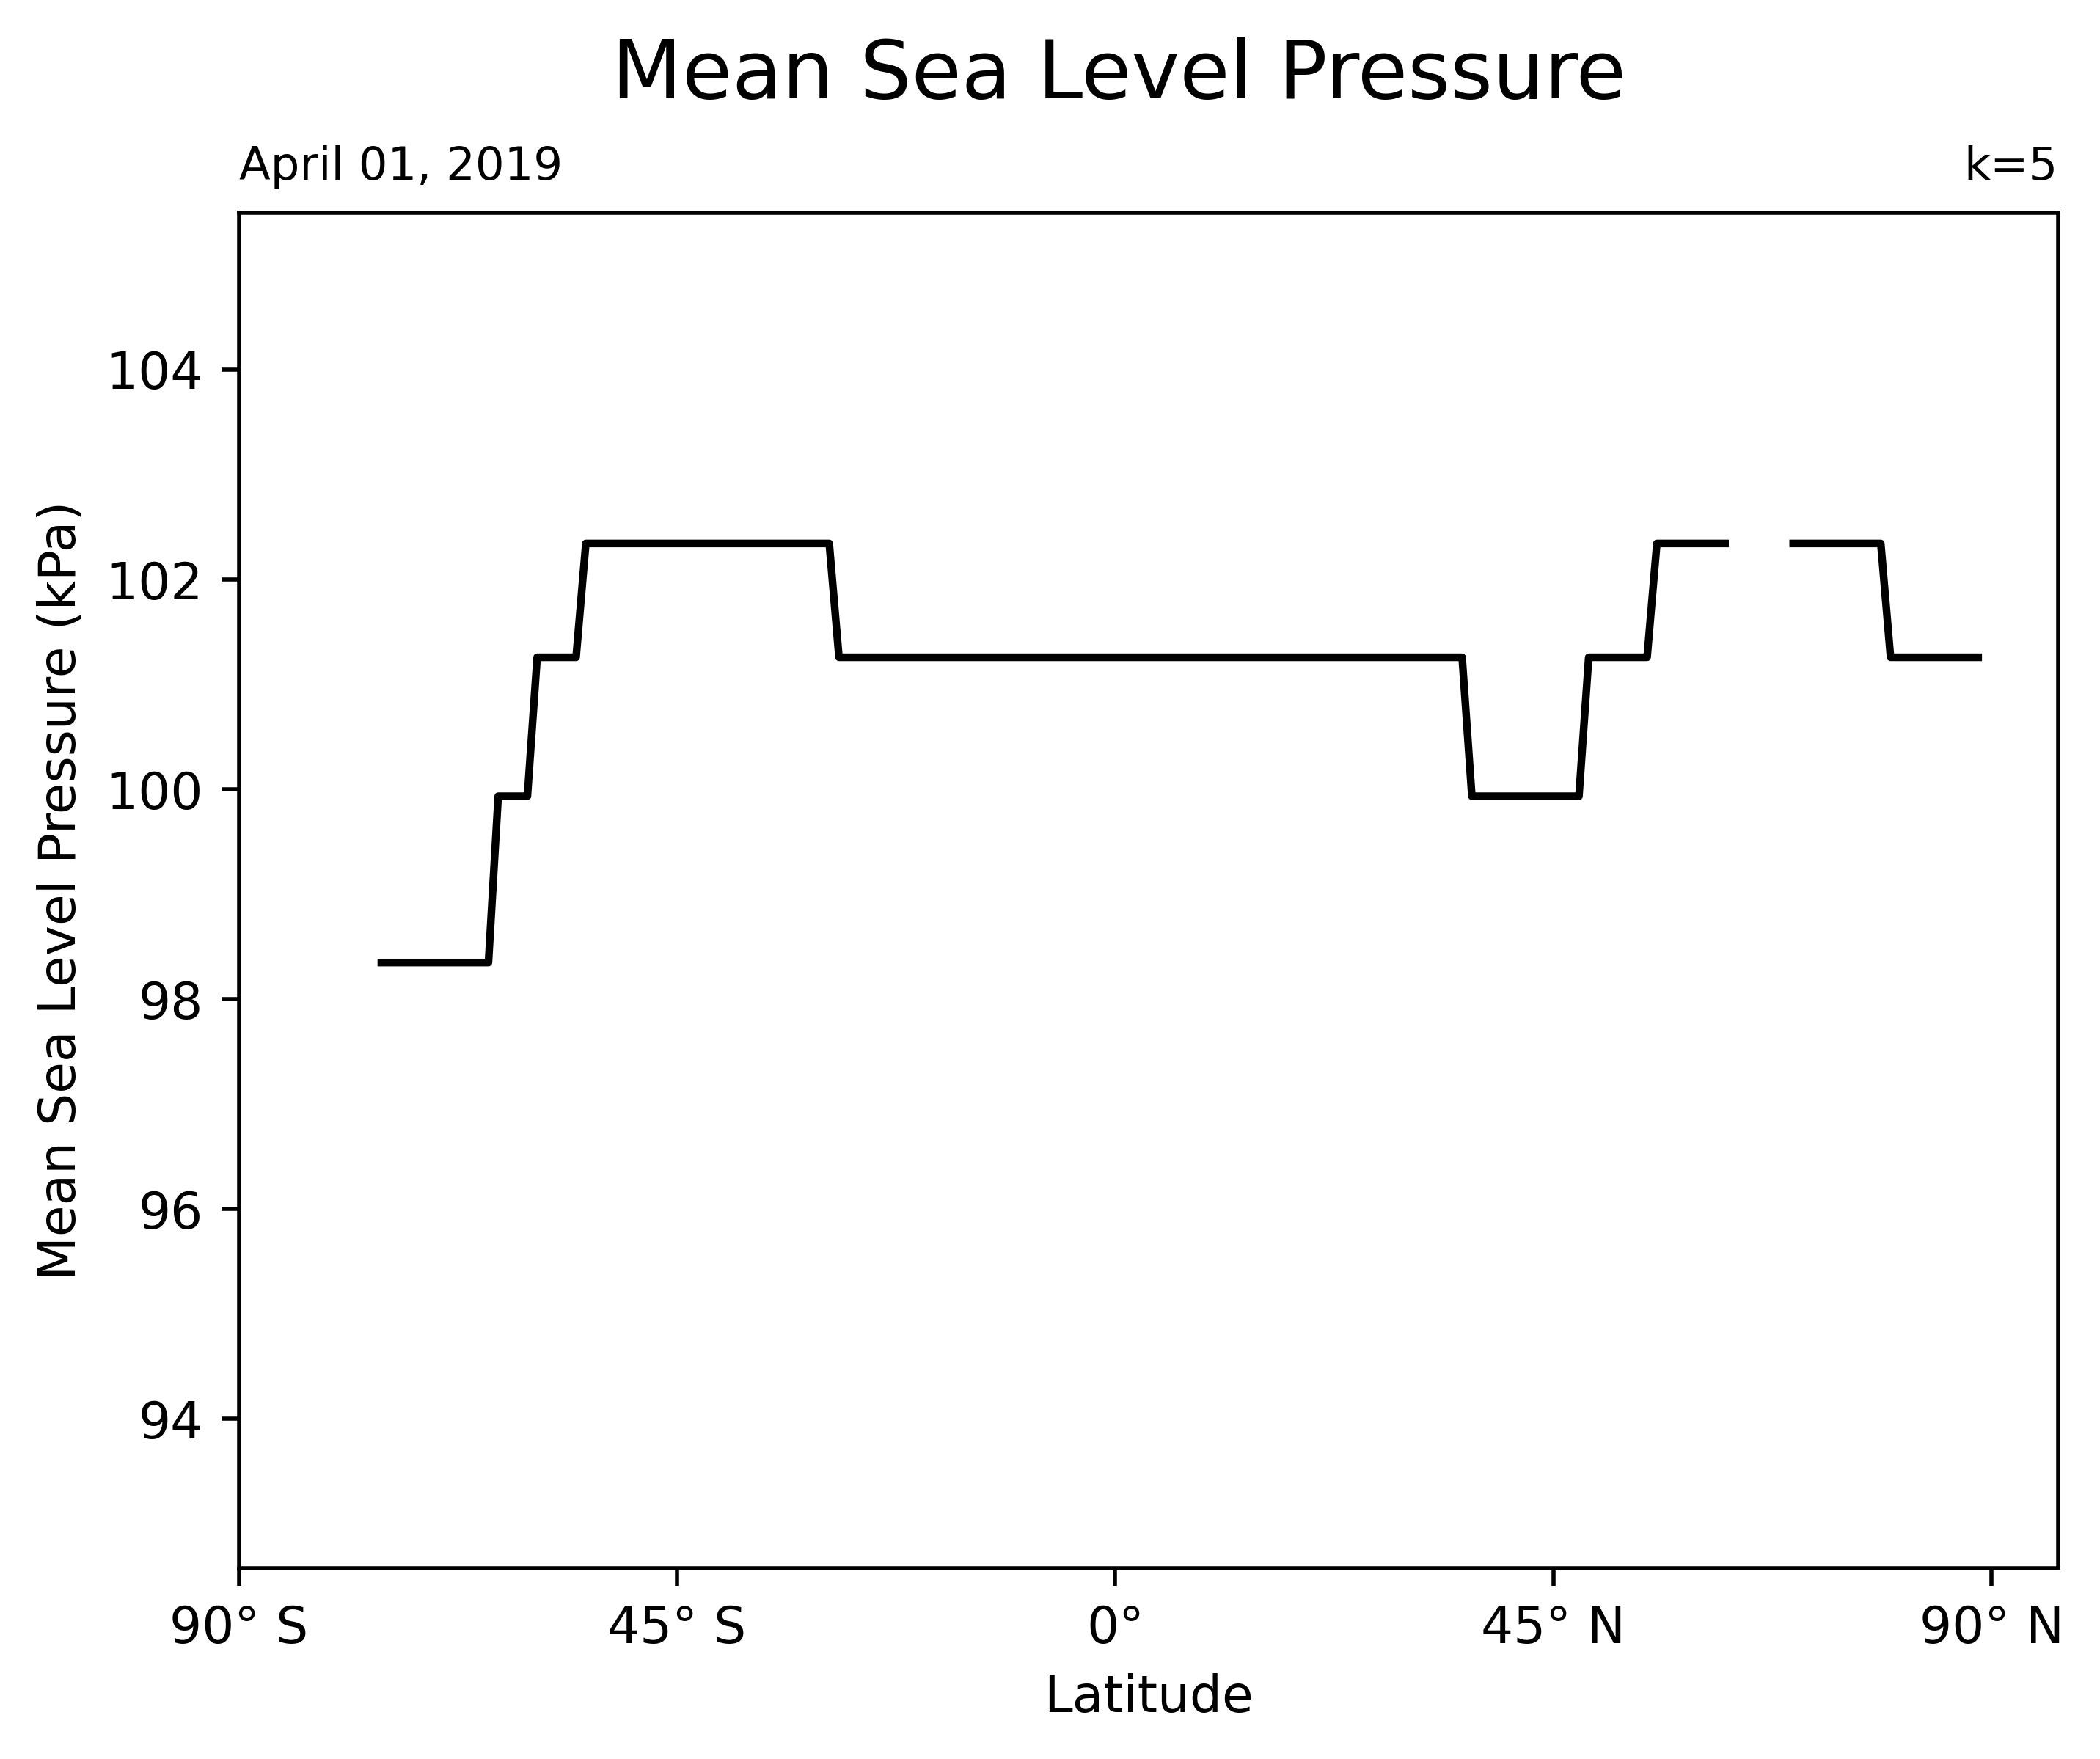 Mean Sea Level Pressure
April 01, 2019
k=5
104
102
100
98
96
94
Mean Sea Level Pressure (kPa)
90° S
45° S
0°
45° N
90° N
Latitude